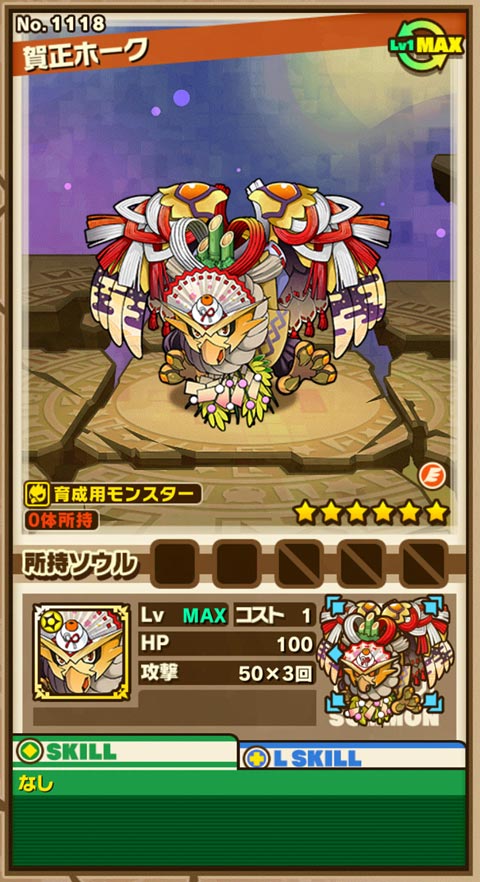 No.1118
賀正ホーク
Lv1 MAX
育成用モンスター
0体所持
E
所持ソウル
Lv MAX コスト 1
HP 100
攻撃 50×3回
SUMMON
SKILL
L SKILL
なし